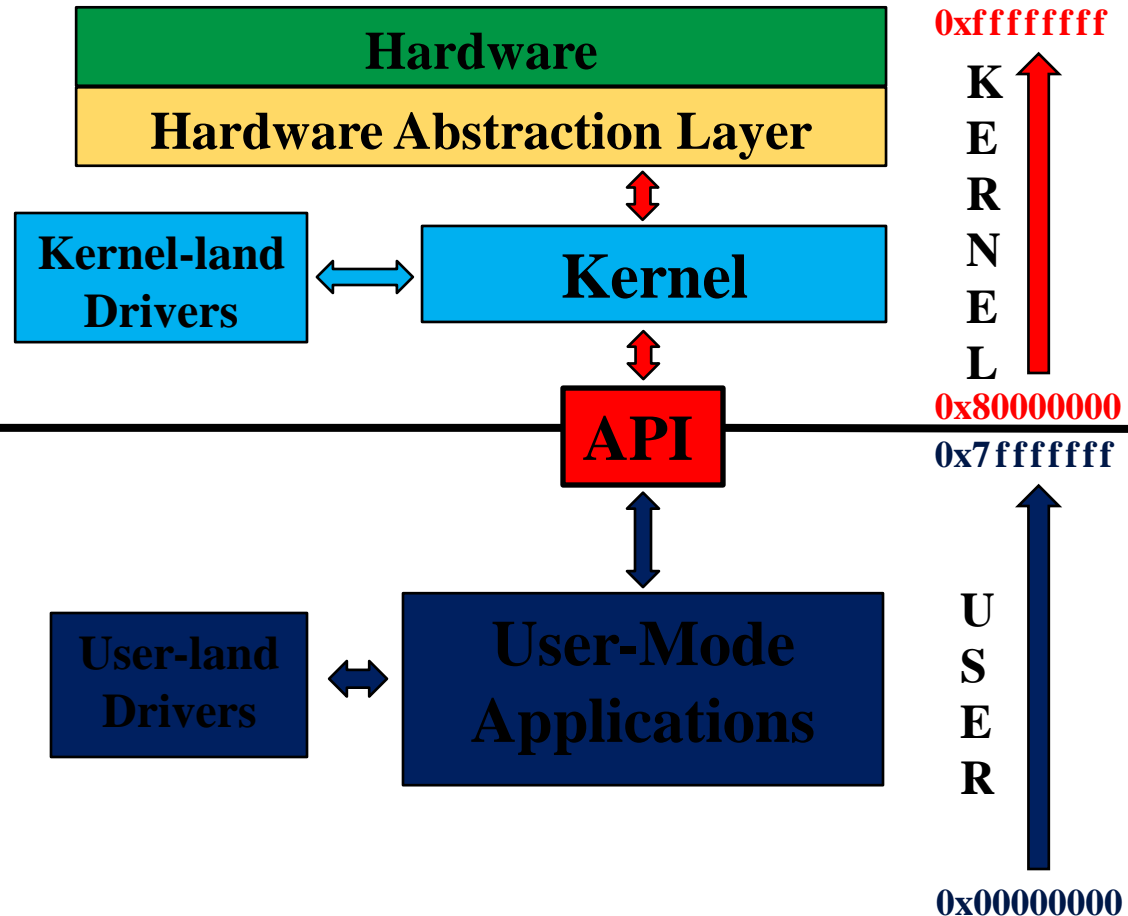 Hardware
Hardware Abstraction Layer
Kernel-land
Drivers
Kernel
API
User-land
Drivers
User-Mode
Applications
0xffffffff
K
E
R
N
E
L
0x80000000
0x7fffffff
U
S
E
R
0x00000000